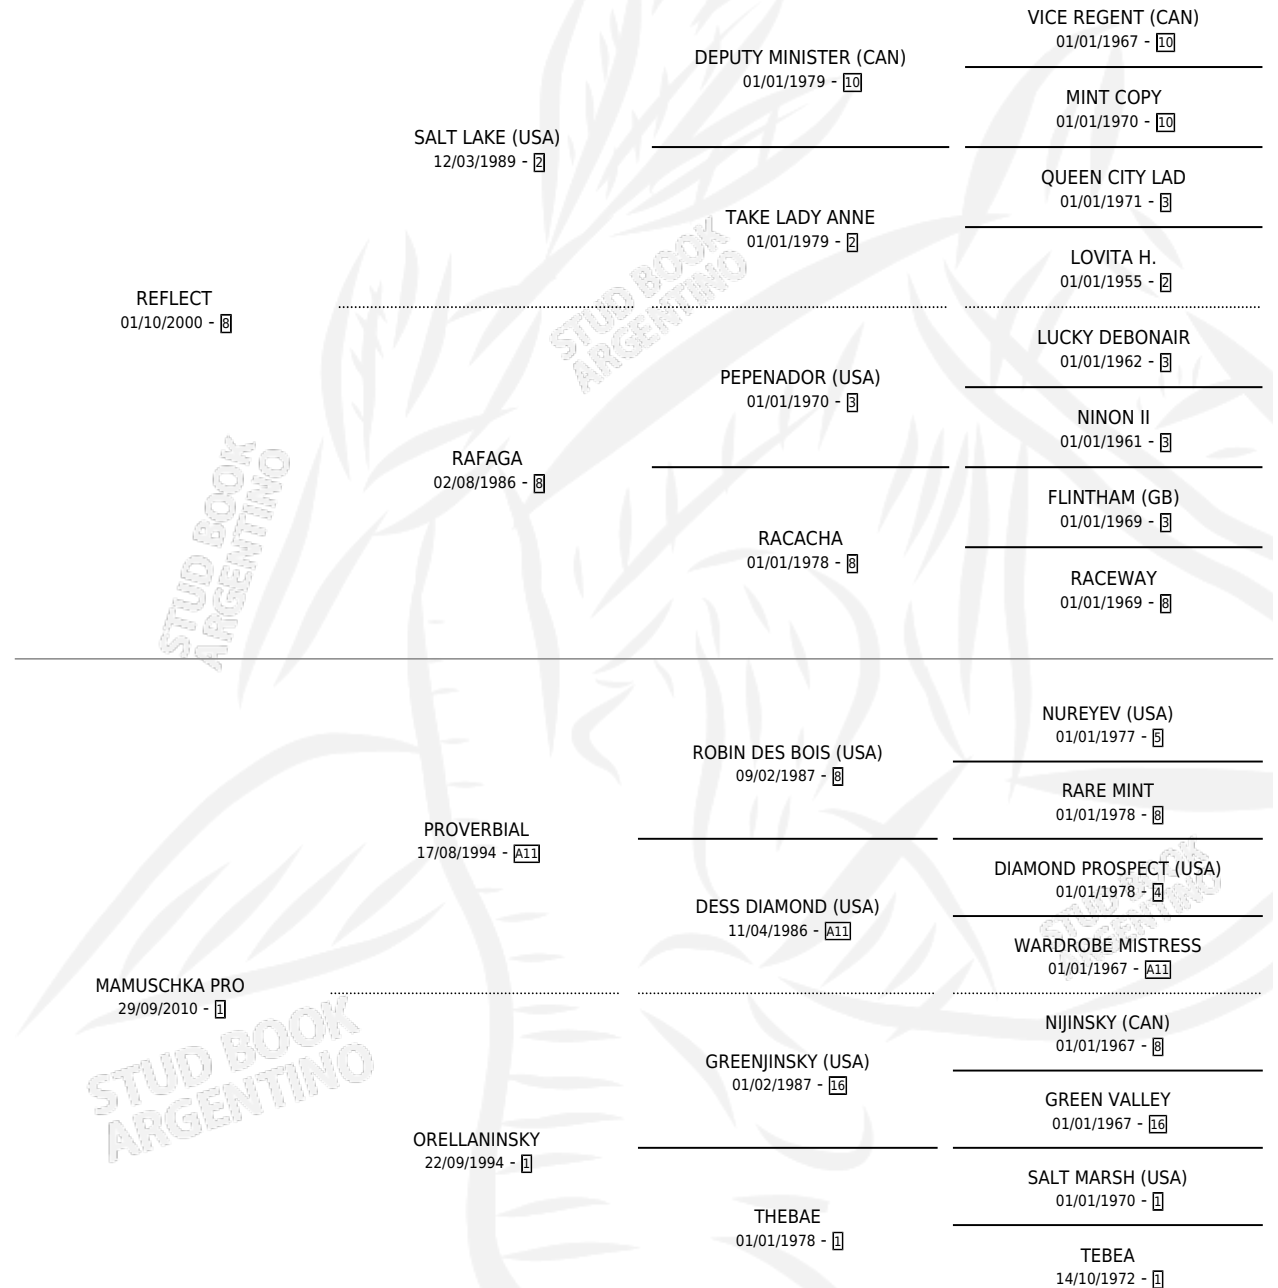 VICE REGENT (CAN)
01/01/1967 - 10
DEPUTY MINISTER (CAN)
01/01/1979 - 10
MINT COPY
01/01/1970 - 10
SALT LAKE (USA)
12/03/1989 - 2
QUEEN CITY LAD
01/01/1971 - 3
TAKE LADY ANNE
01/01/1979 - 2
LOVITA H.
01/01/1955 - 2
REFLECT
01/10/2000 - 8
LUCKY DEBONAIR
01/01/1962 - 3
PEPENADOR (USA)
01/01/1970 - 3
NINON II
01/01/1961 - 3
RAFAGA
02/08/1986 - 8
FLINTHAM (GB)
01/01/1969 - 3
RACACHA
01/01/1978 - 8
RACEWAY
01/01/1969 - 8
NUREYEV (USA)
01/01/1977 - 5
ROBIN DES BOIS (USA)
09/02/1987 - 8
RARE MINT
01/01/1978 - 8
PROVERBIAL
17/08/1994 - A11
DIAMOND PROSPECT (USA)
01/01/1978 - 4
DESS DIAMOND (USA)
11/04/1986 - A11
WARDROBE MISTRESS
01/01/1967 - A11
MAMUSCHKA PRO
29/09/2010 - 1
NIJINSKY (CAN)
01/01/1967 - 8
GREENJINSKY (USA)
01/02/1987 - 16
GREEN VALLEY
01/01/1967 - 16
ORELLANINSKY
22/09/1994 - 1
SALT MARSH (USA)
01/01/1970 - 1
THEBAE
01/01/1978 - 1
TEBEA
14/10/1972 - 1
STUD BOOK
ARGENTINO
STUD BOOK
ARGENTINO
STUD BOOK
ARGENTINO
STUD BOOK
ARGENTINO